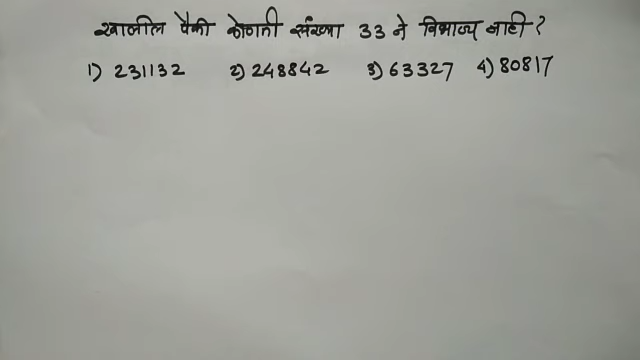 खालील पैकी कोणती संख्या 33 ने विभाज्य नाही?
1) 231132 2) 248842 3) 63327 4) 80817